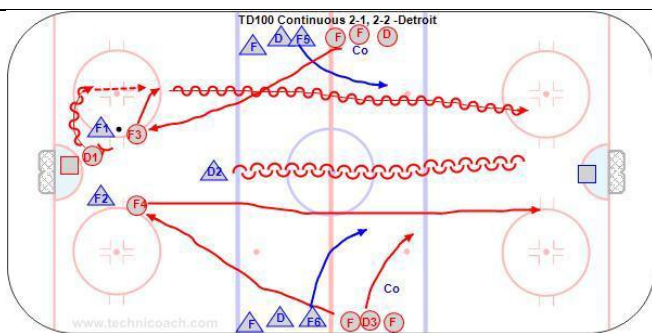 TD100 Continuous 2-1, 2-2 -Detroit
F D F5 F F D
Co
F1 F3
D1
D2
F2 F4
Co
F D F6 F D3 F
www.technicoach.com